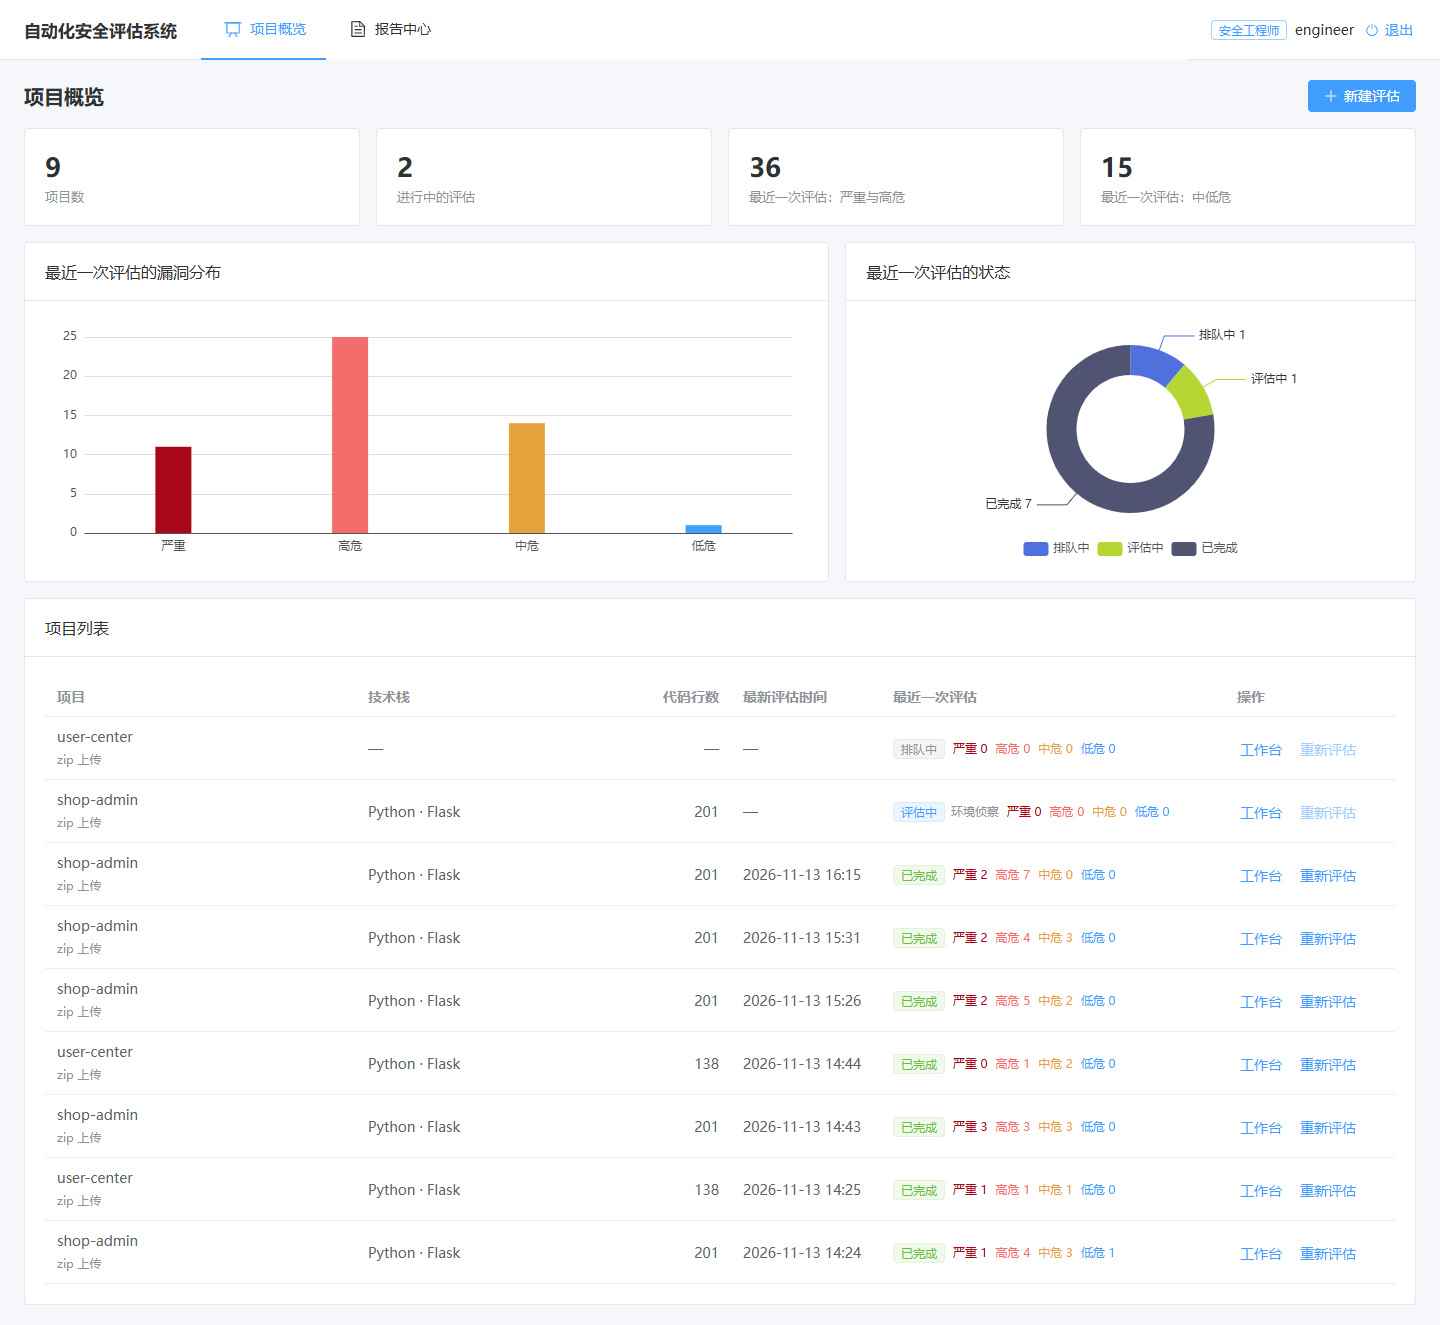 自动化安全评估系统 项目概览 报告中心 安全工程师 engineer 退出
项目概览 新建评估
9 2 36 15
项目数 进行中的评估 最近一次评估：严重与高危 最近一次评估：中低危
最近一次评估的漏洞分布
25
20
15
10
5
0
严重 高危 中危 低危
最近一次评估的状态
排队中 1
评估中 1
已完成 7
排队中 评估中 已完成
项目列表
项目 技术栈 代码行数 最新评估时间 最近一次评估 操作
user-center — — — 排队中 严重 0 高危 0 中危 0 低危 0 工作台 重新评估
zip 上传
shop-admin Python · Flask 201 — 评估中 环境侦察 严重 0 高危 0 中危 0 低危 0 工作台 重新评估
zip 上传
shop-admin Python · Flask 201 2026-11-13 16:15 已完成 严重 2 高危 7 中危 0 低危 0 工作台 重新评估
zip 上传
shop-admin Python · Flask 201 2026-11-13 15:31 已完成 严重 2 高危 4 中危 3 低危 0 工作台 重新评估
zip 上传
shop-admin Python · Flask 201 2026-11-13 15:26 已完成 严重 2 高危 5 中危 2 低危 0 工作台 重新评估
zip 上传
user-center Python · Flask 138 2026-11-13 14:44 已完成 严重 0 高危 1 中危 2 低危 0 工作台 重新评估
zip 上传
shop-admin Python · Flask 201 2026-11-13 14:43 已完成 严重 3 高危 3 中危 3 低危 0 工作台 重新评估
zip 上传
user-center Python · Flask 138 2026-11-13 14:25 已完成 严重 1 高危 1 中危 1 低危 0 工作台 重新评估
zip 上传
shop-admin Python · Flask 201 2026-11-13 14:24 已完成 严重 1 高危 4 中危 3 低危 1 工作台 重新评估
zip 上传